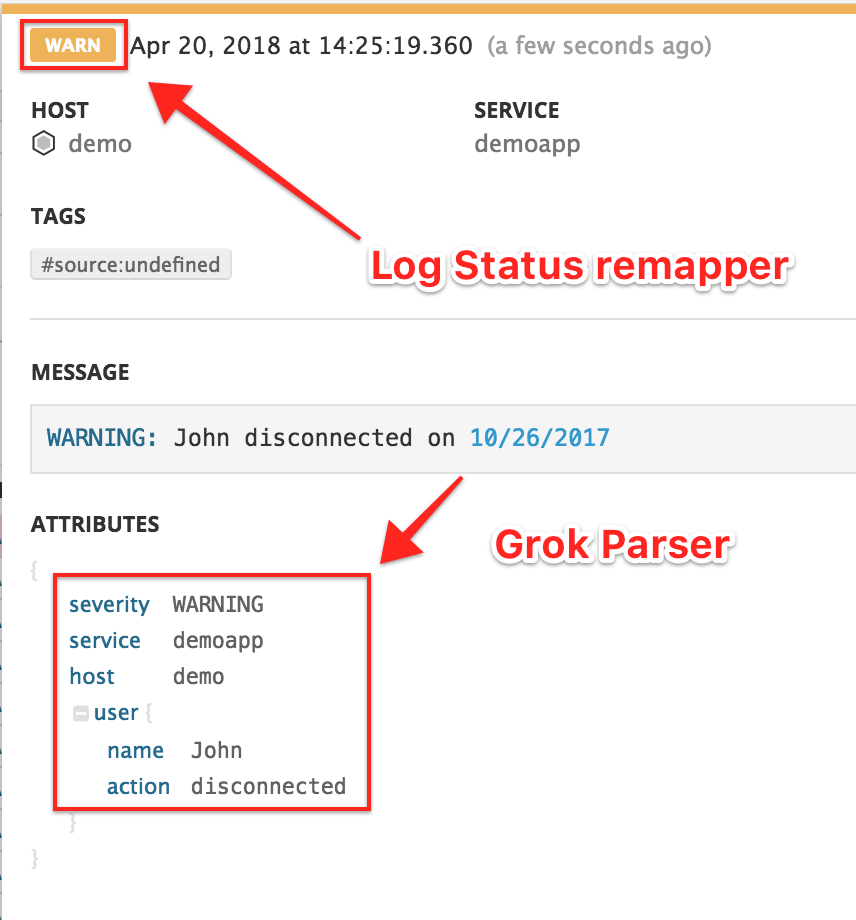 WARN Apr 20, 2018 at 14:25:19.360 (a few seconds ago)
HOST SERVICE
demo demoapp
TAGS
#source:undefined
Log Status remapper
MESSAGE
WARNING: John disconnected on 10/26/2017
ATTRIBUTES
Grok Parser
{
severity WARNING
service demoapp
host demo
user {
name John
action disconnected
}
}